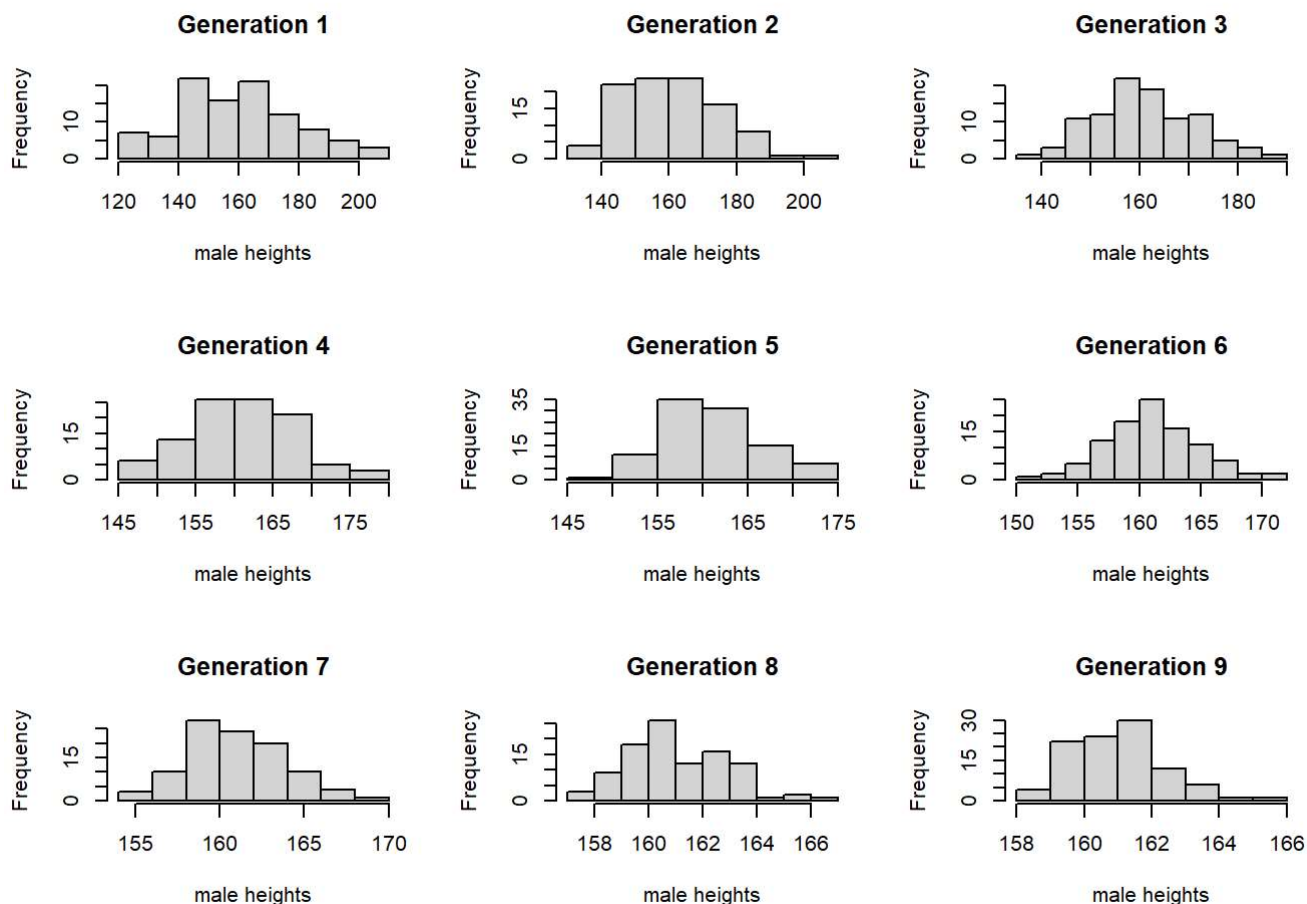 Generation 1
Frequency
0 10
120 140 160 180 200
male heights
Generation 2
Frequency
0 15
140 160 180 200
male heights
Generation 3
Frequency
0 10
140 160 180
male heights
Generation 4
Frequency
0 15
145 155 165 175
male heights
Generation 5
Frequency
0 15 35
145 155 165 175
male heights
Generation 6
Frequency
0 15
150 155 160 165 170
male heights
Generation 7
Frequency
0 15
155 160 165 170
male heights
Generation 8
Frequency
0 15
158 160 162 164 166
male heights
Generation 9
Frequency
0 15 30
158 160 162 164 166
male heights